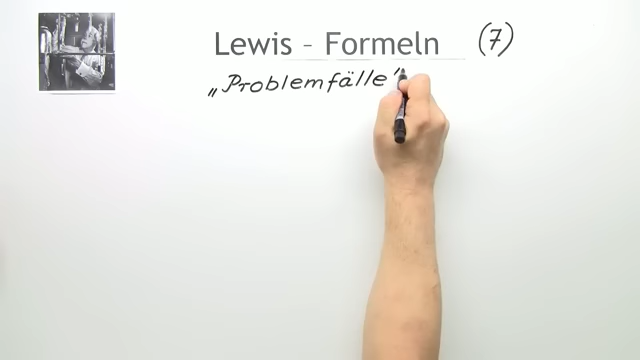 Lewis – Formeln (7)
„Problemfälle“